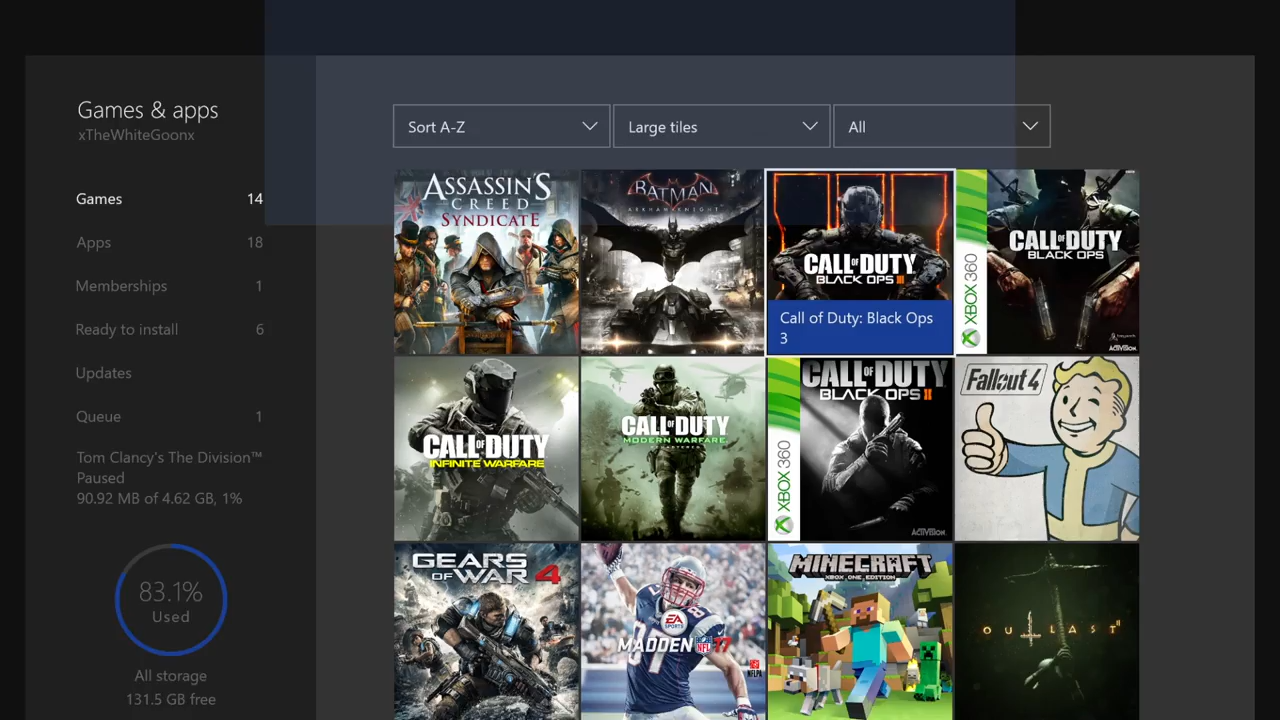 Games & apps
xTheWhiteGoonx
Games 14
Apps 18
Memberships 1
Ready to install 6
Updates
Queue 1
Tom Clancy's The Division™
Paused
90.92 MB of 4.62 GB, 1%
83.1%
Used
All storage
131.5 GB free
Sort A-Z
Large tiles
All
ASSASSIN'S
CREED
SYNDICATE
BATMAN
ARKHAM KNIGHT
CALL OF DUTY
BLACK OPS III
Call of Duty: Black Ops
3
XBOX 360
CALL OF DUTY
BLACK OPS
ACTIVISION
CALL OF DUTY
INFINITE WARFARE
CALL OF DUTY
MODERN WARFARE
REMASTERED
XBOX 360
CALL OF DUTY
BLACK OPS II
ACTIVISION
Fallout 4
GEARS
OF WAR 4
EA
SPORTS
MADDEN NFL 17
NFLPA
MINECRAFT
XBOX ONE EDITION
OUTLAST II